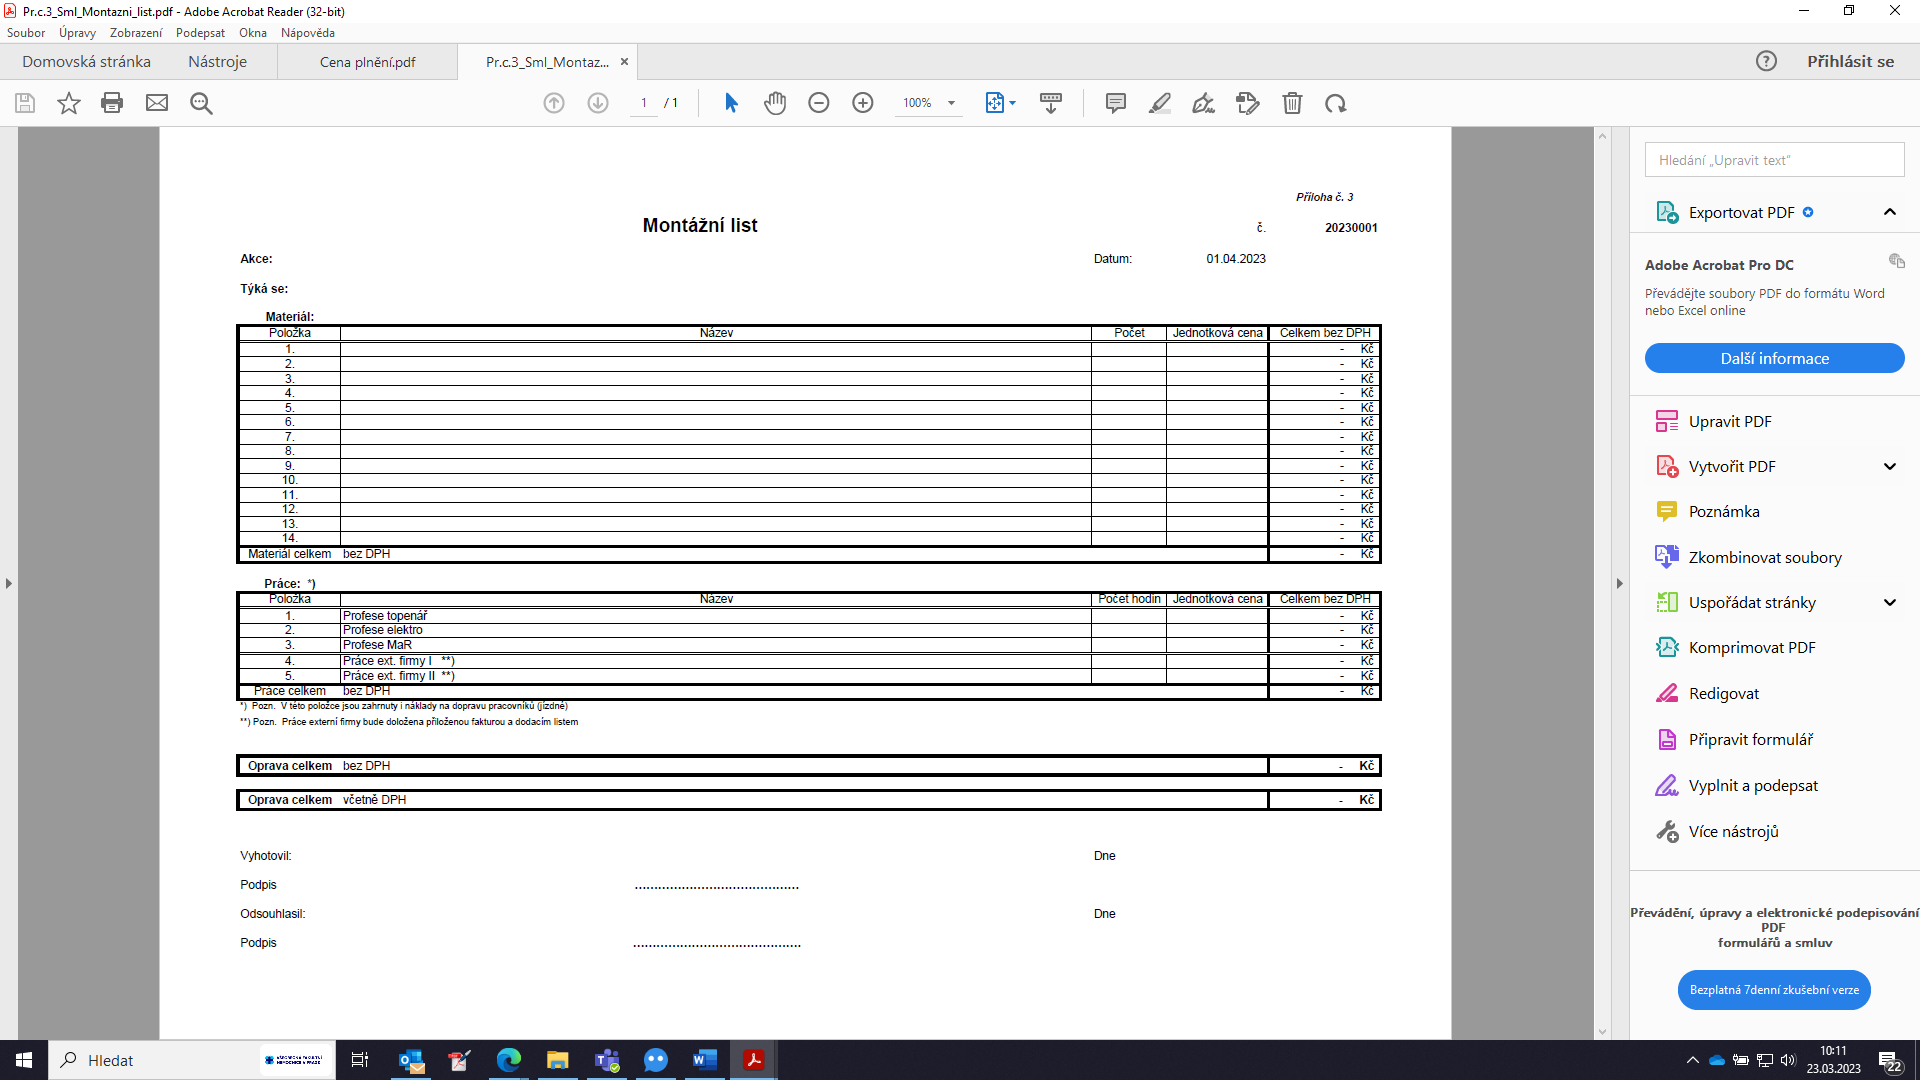 Pr.c.3_Sml_Montazni_list.pdf - Adobe Acrobat Reader (32-bit)
Soubor Úpravy Zobrazení Podepsat Okna Nápověda
Domovská stránka Nástroje Cena plnění.pdf Pr.c.3_Sml_Montaz... × Přihlásit se
1 / 1 100%
Příloha č. 3
Montážní list č. 20230001
Akce: Datum: 01.04.2023
Týká se:
Materiál:
Položka Název Počet Jednotková cena Celkem bez DPH
1. - Kč
2. - Kč
3. - Kč
4. - Kč
5. - Kč
6. - Kč
7. - Kč
8. - Kč
9. - Kč
10. - Kč
11. - Kč
12. - Kč
13. - Kč
14. - Kč
Materiál celkem bez DPH - Kč
Práce: *)
Položka Název Počet hodin Jednotková cena Celkem bez DPH
1. Profese topenář - Kč
2. Profese elektro - Kč
3. Profese MaR - Kč
4. Práce ext. firmy I **) - Kč
5. Práce ext. firmy II **) - Kč
Práce celkem bez DPH - Kč
*) Pozn. V této položce jsou zahrnuty i náklady na dopravu pracovníků (jízdné)
**) Pozn. Práce externí firmy bude doložena přiloženou fakturou a dodacím listem
Oprava celkem bez DPH - Kč
Oprava celkem včetně DPH - Kč
Vyhotovil: Dne
Podpis ..........................................
Odsouhlasil: Dne
Podpis ..........................................
Hledání „Upravit text"
Exportovat PDF
Adobe Acrobat Pro DC
Převádějte soubory PDF do formátu Word
nebo Excel online
Další informace
Upravit PDF
Vytvořit PDF
Poznámka
Zkombinovat soubory
Uspořádat stránky
Komprimovat PDF
Redigovat
Připravit formulář
Vyplnit a podepsat
Více nástrojů
Převádění, úpravy a elektronické podepisování
PDF
formulářů a smluv
Bezplatná 7denní zkušební verze
Hledat
10:11
23.03.2023
22